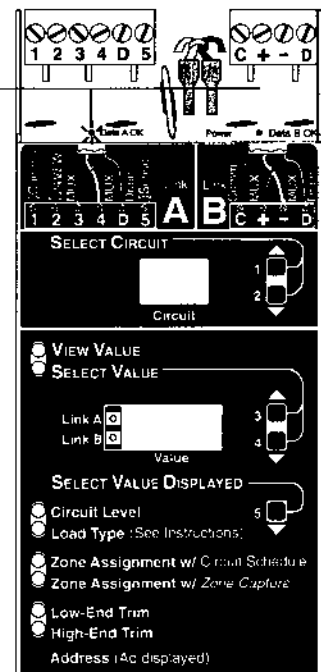 1 2 3 4 D 5
C + - D
Data A OK
Power
Data B OK
MUX
MUX
Drain
Link
A
B
MUX
MUX
1 2 3 4 D 5
C + - D
SELECT CIRCUIT
1
2
Circuit
VIEW VALUE
SELECT VALUE
Link A
Link B
3
4
Value
SELECT VALUE DISPLAYED
Circuit Level
5
Load Type (See Instructions)
Zone Assignment w/ Circuit Schedule
Zone Assignment w/ Zone Capture
Low-End Trim
High-End Trim
Address (Ac displayed)